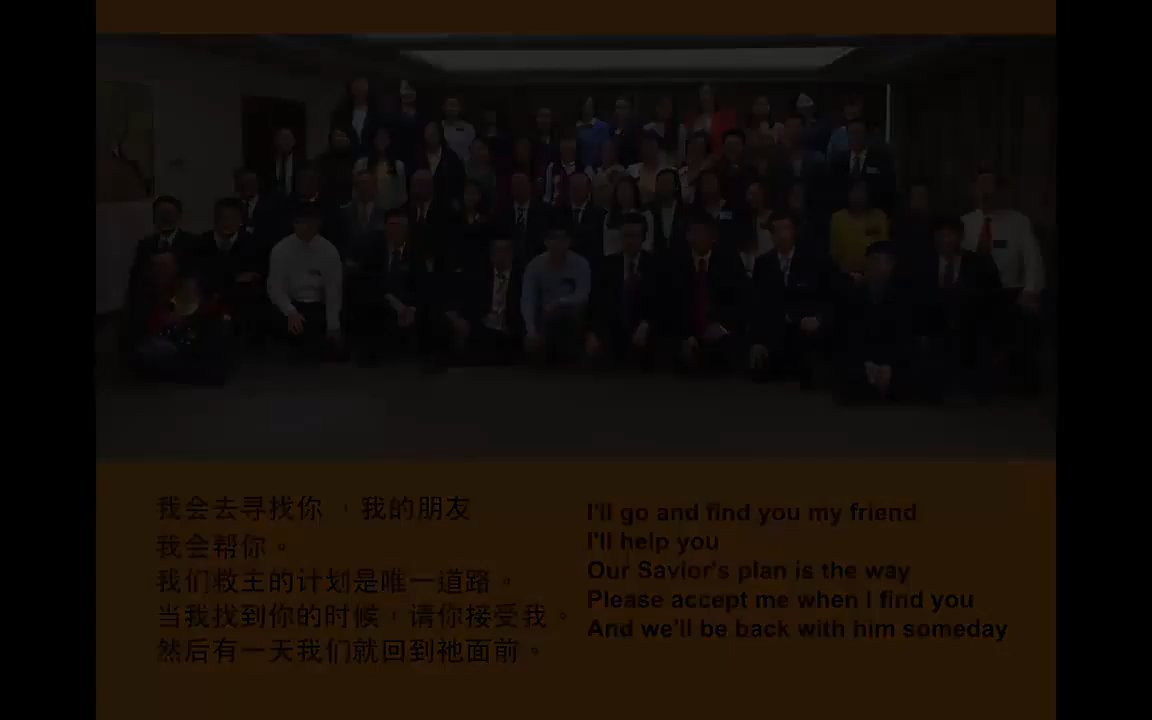 我会去寻找你，我的朋友
我会帮你。
我们救主的计划是唯一道路。
当我找到你的时候，请你接受我。
然后有一天我们就回到祂面前。
I'll go and find you my friend
I'll help you
Our Savior's plan is the way
Please accept me when I find you
And we'll be back with him someday